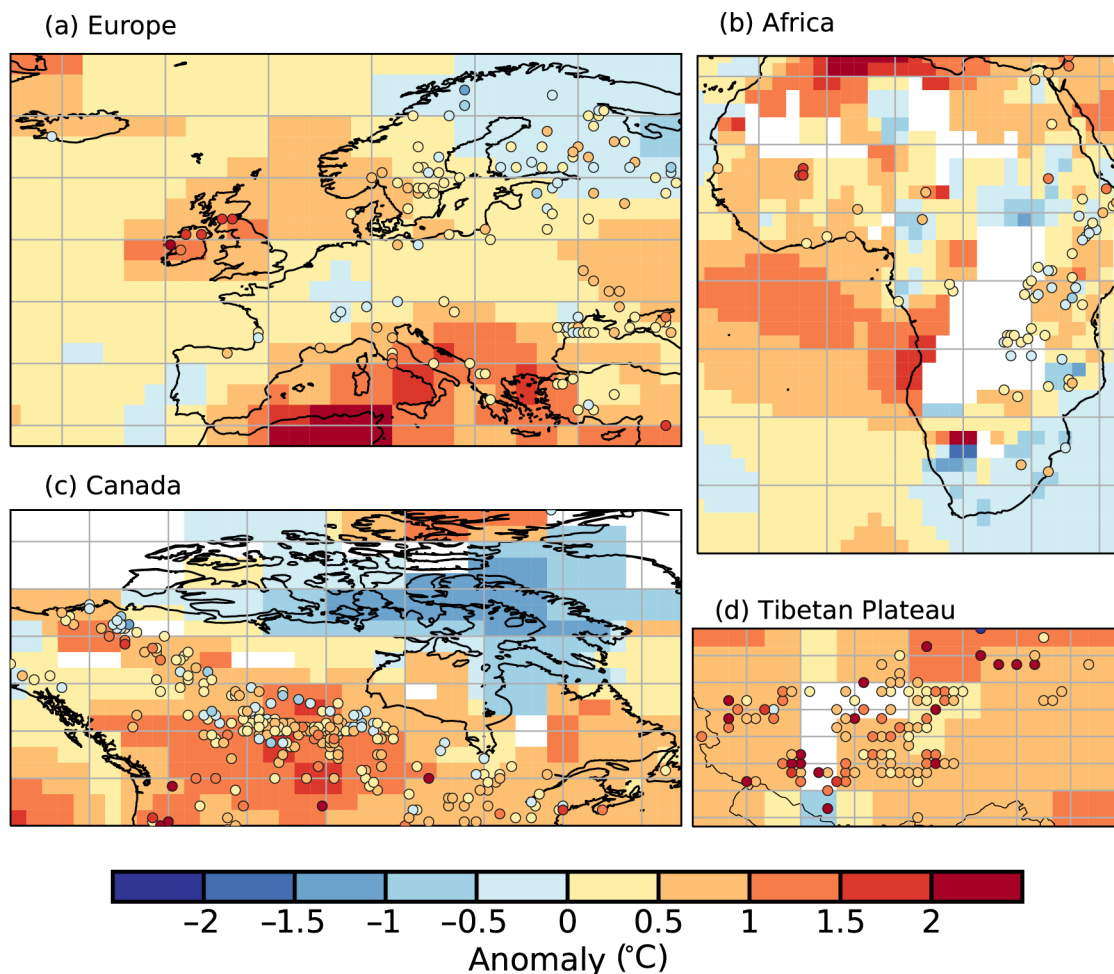 (a) Europe
(b) Africa
(c) Canada
(d) Tibetan Plateau
−2 −1.5 −1 −0.5 0 0.5 1 1.5 2
Anomaly (°C)